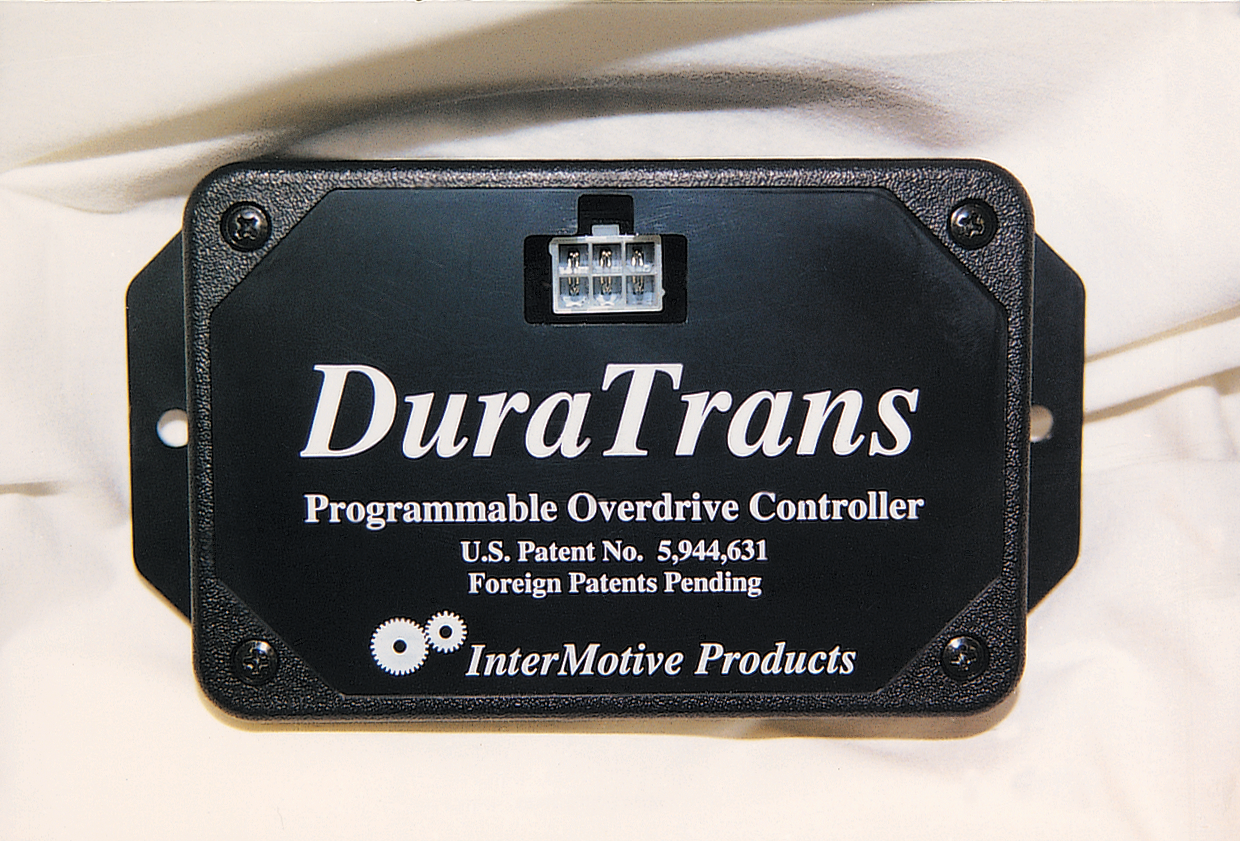 DuraTrans
Programmable Overdrive Controller
U.S. Patent No. 5,944,631
Foreign Patents Pending
InterMotive Products